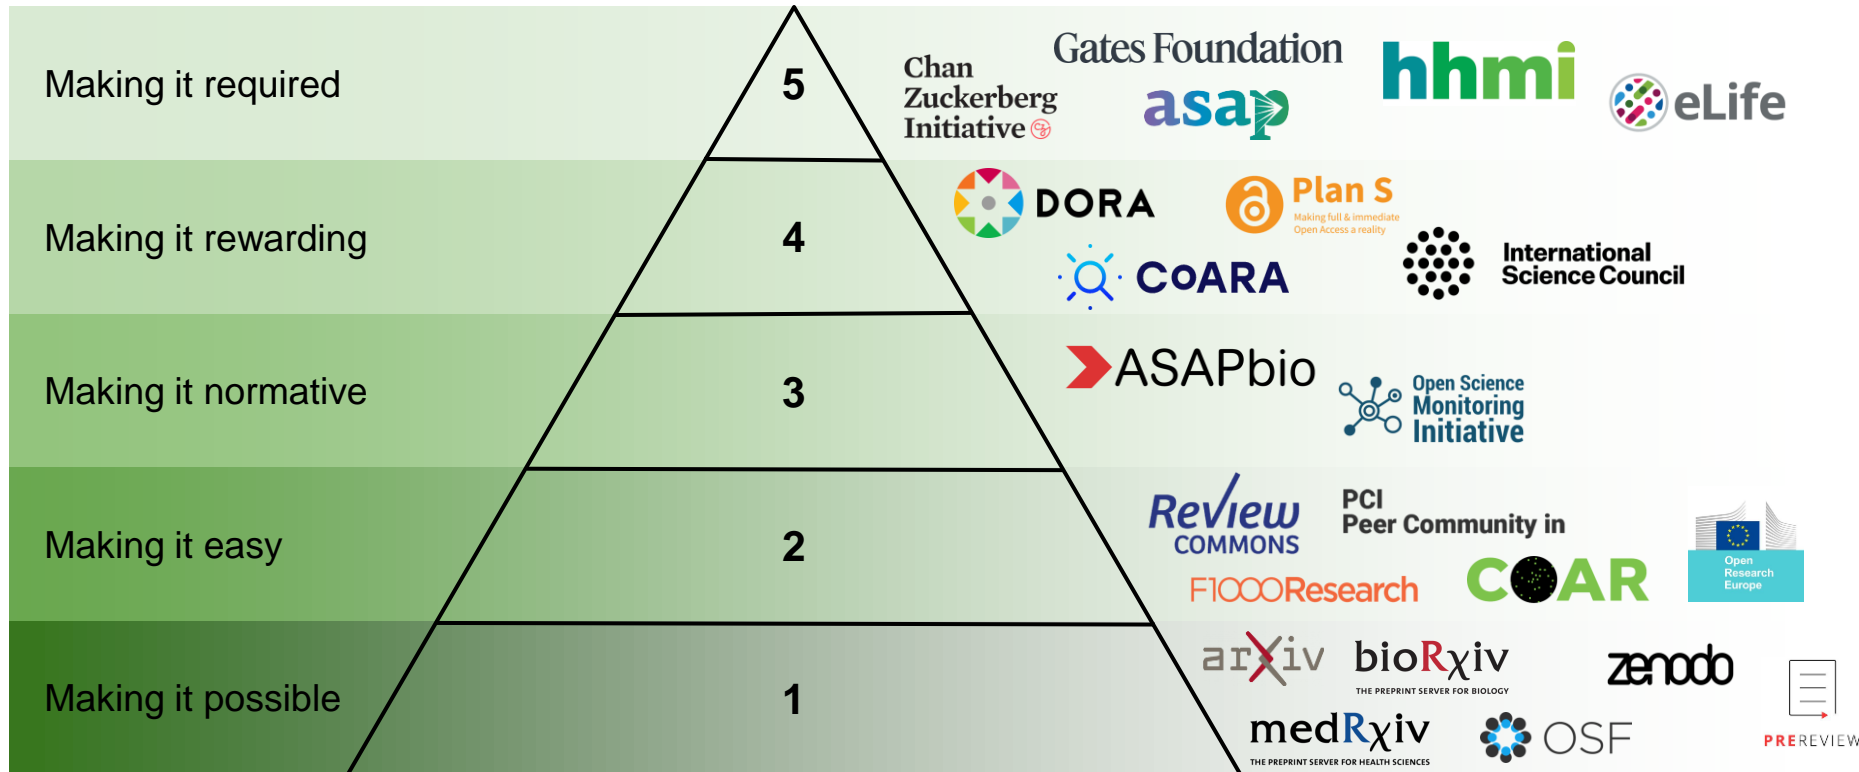 Making it required
5
Chan
Zuckerberg
Initiative
Gates Foundation
asap
hhmi
eLife
Making it rewarding
4
DORA
Plan S
Making full & immediate
Open Access a reality
CoARA
International
Science Council
Making it normative
3
ASAPbio
Open Science
Monitoring
Initiative
Making it easy
2
Review
COMMONS
PCI
Peer Community in
F1000Research
COAR
Open
Research
Europe
Making it possible
1
arXiv
bioRχiv
THE PREPRINT SERVER FOR BIOLOGY
zenodo
medRχiv
THE PREPRINT SERVER FOR HEALTH SCIENCES
OSF
PREREVIEW